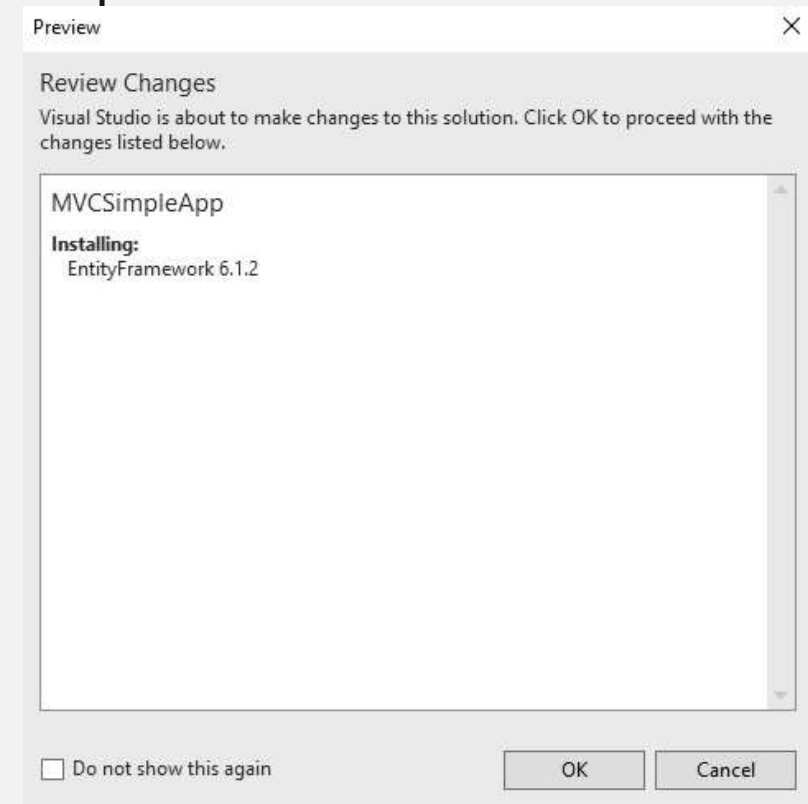 Preview
Review Changes
Visual Studio is about to make changes to this solution. Click OK to proceed with the
changes listed below.
MVCSimpleApp
Installing:
EntityFramework 6.1.2
Do not show this again
OK
Cancel